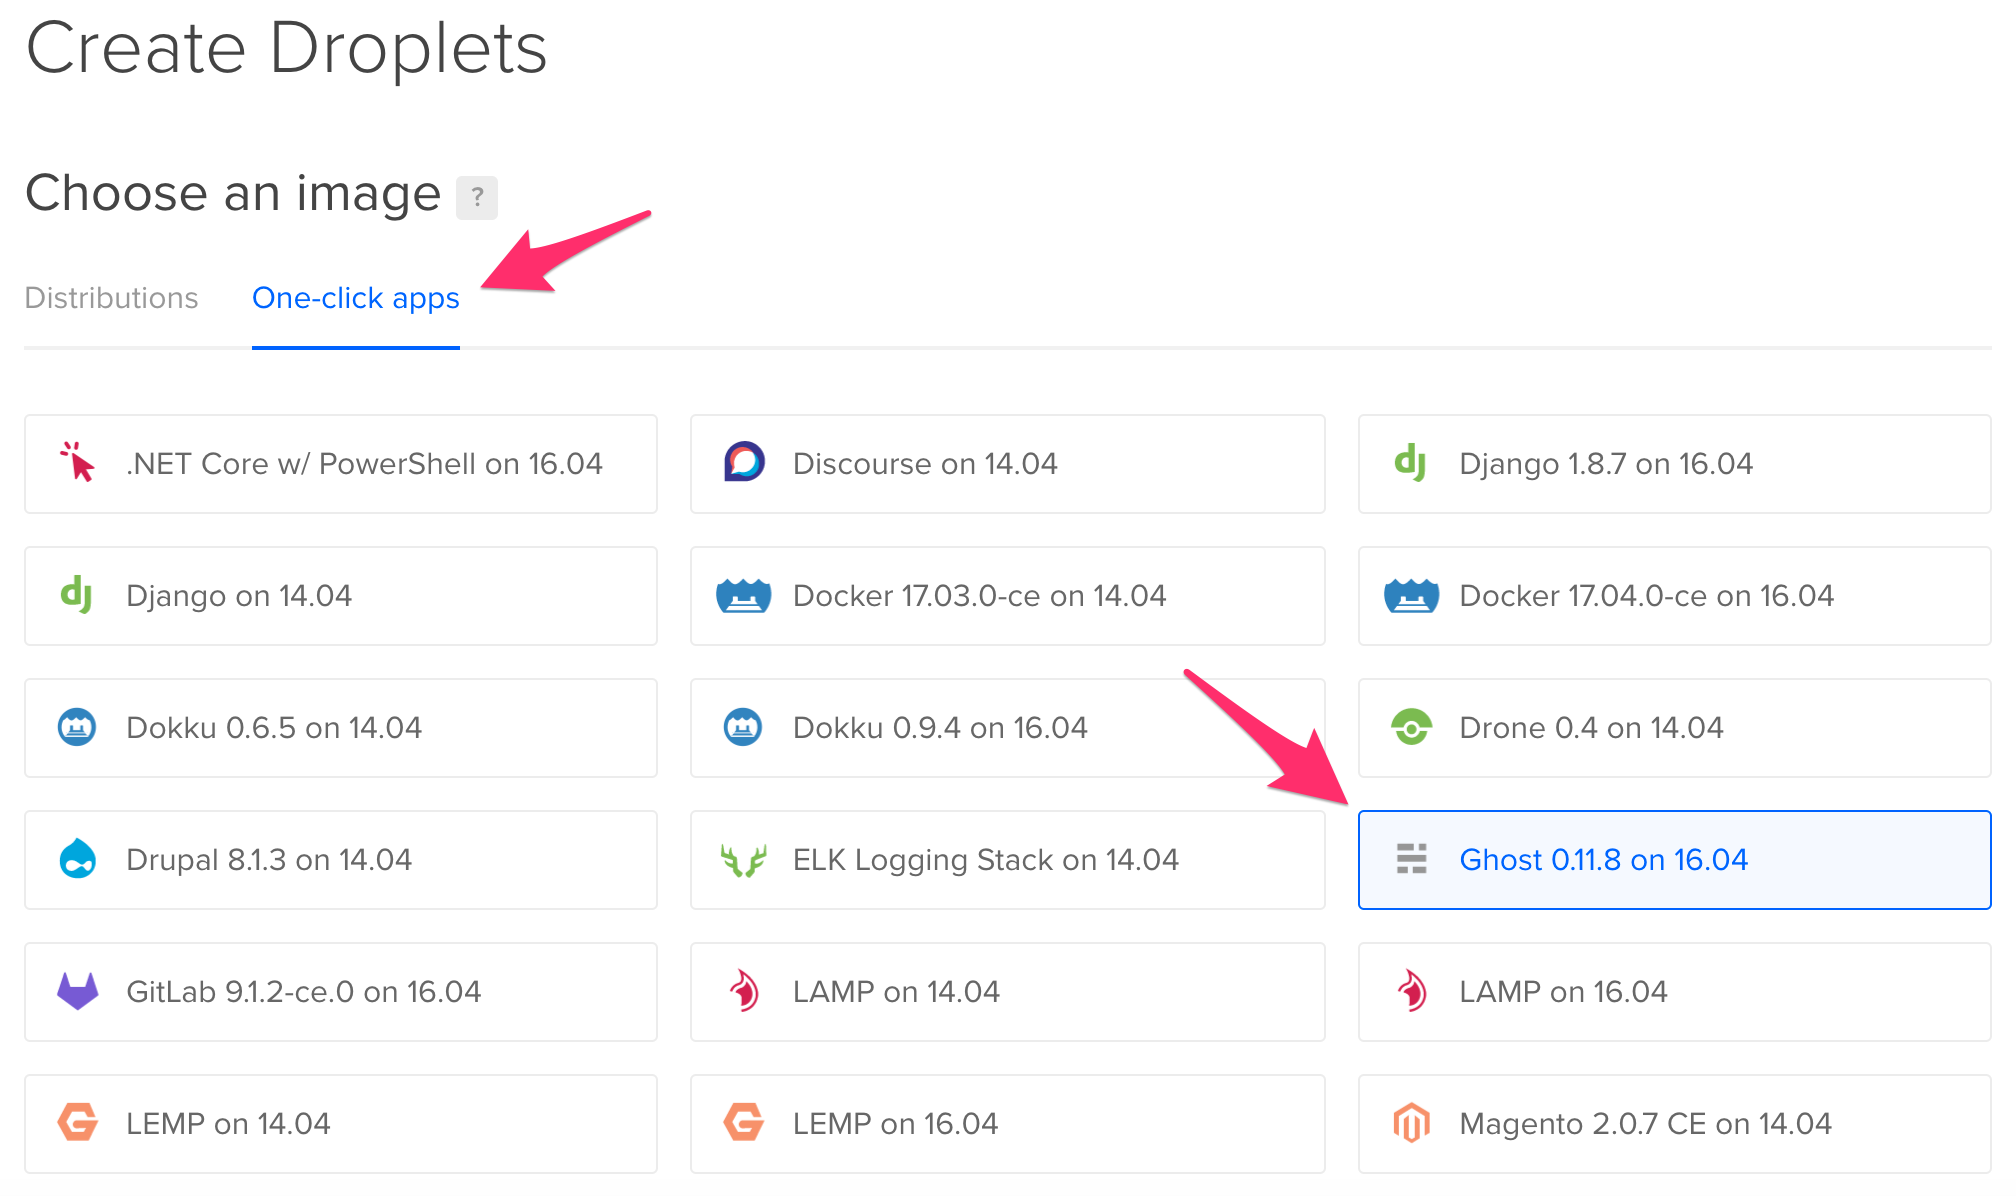 Create Droplets
Choose an image ?
Distributions One-click apps
.NET Core w/ PowerShell on 16.04
Discourse on 14.04
Django 1.8.7 on 16.04
Django on 14.04
Docker 17.03.0-ce on 14.04
Docker 17.04.0-ce on 16.04
Dokku 0.6.5 on 14.04
Dokku 0.9.4 on 16.04
Drone 0.4 on 14.04
Drupal 8.1.3 on 14.04
ELK Logging Stack on 14.04
Ghost 0.11.8 on 16.04
GitLab 9.1.2-ce.0 on 16.04
LAMP on 14.04
LAMP on 16.04
LEMP on 14.04
LEMP on 16.04
Magento 2.0.7 CE on 14.04